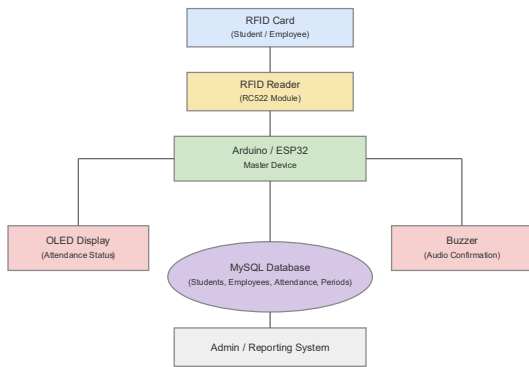 RFID Card
(Student / Employee)
RFID Reader
(RC522 Module)
Arduino / ESP32
Master Device
OLED Display
(Attendance Status)
Buzzer
(Audio Confirmation)
MySQL Database
(Students, Employees, Attendance, Periods)
Admin / Reporting System